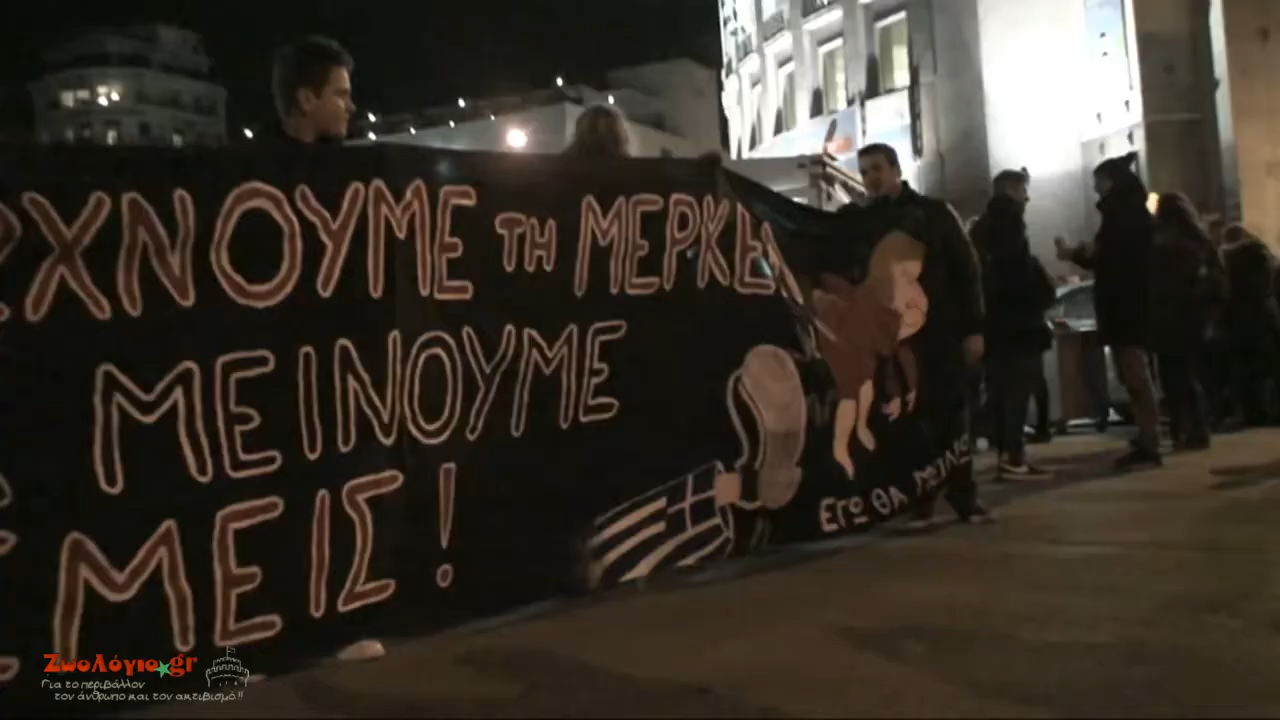 ΧΝΟΥΜΕ ΤΗ ΜΕΡΚΕΛ
ΜΕΙΝΟΥΜΕ
ΜΕΙΣ!
ΕΓΩ ΘΑ
Ζωολόγιο.gr
Για το περιβάλλον
τον άνθρωπο και τον ακτιβισμό!!